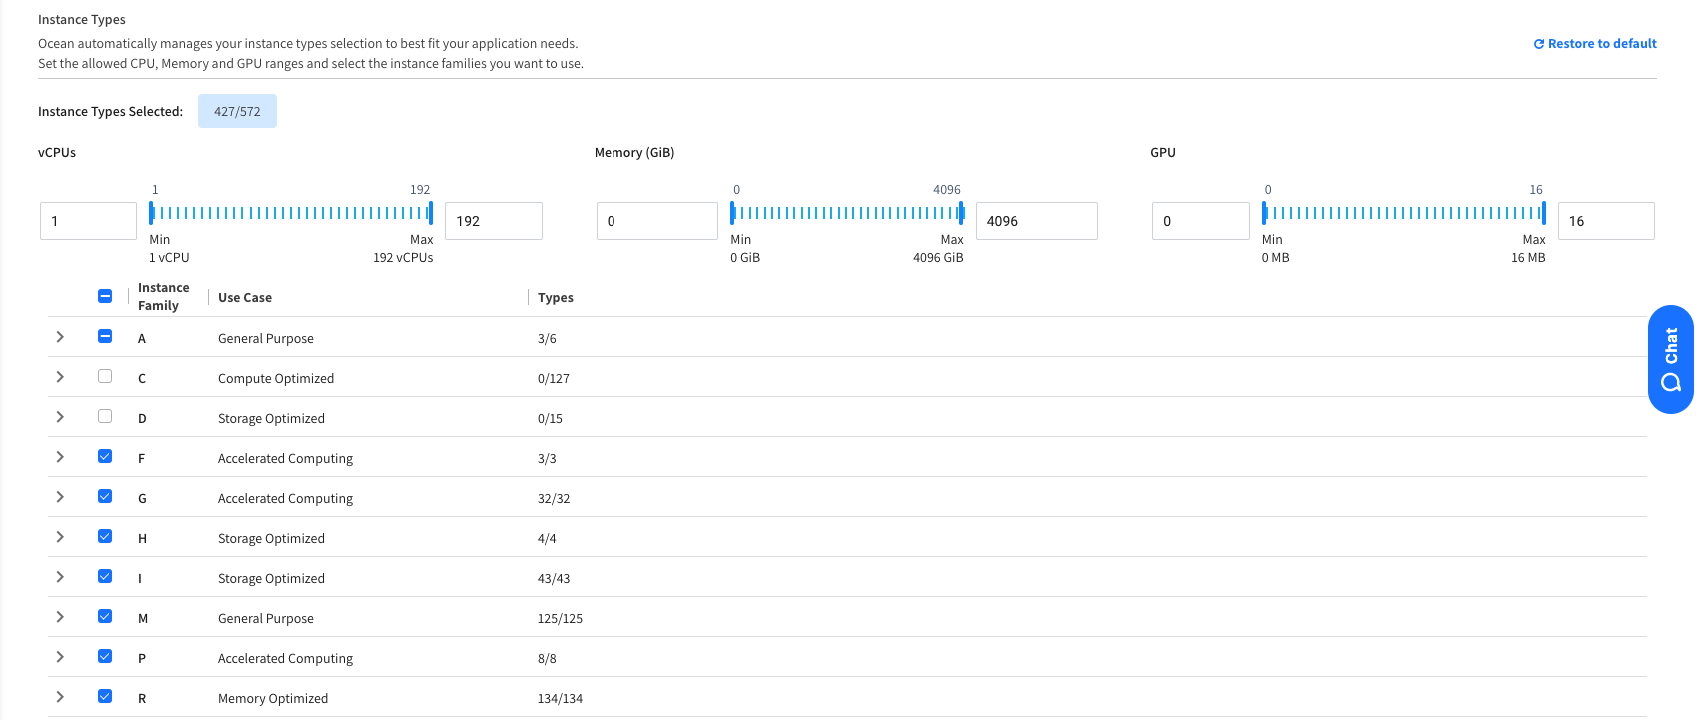 Instance Types
Ocean automatically manages your instance types selection to best fit your application needs.
Set the allowed CPU, Memory and GPU ranges and select the instance families you want to use.
Restore to default
Instance Types Selected: 427/572
vCPUs
1
1 192
192
Min Max
1 vCPU 192 vCPUs
Memory (GiB)
0
0 4096
4096
Min Max
0 GiB 4096 GiB
GPU
0
0 16
16
Min Max
0 MB 16 MB
Instance Family Use Case Types
A General Purpose 3/6
C Compute Optimized 0/127
D Storage Optimized 0/15
F Accelerated Computing 3/3
G Accelerated Computing 32/32
H Storage Optimized 4/4
I Storage Optimized 43/43
M General Purpose 125/125
P Accelerated Computing 8/8
R Memory Optimized 134/134
Chat